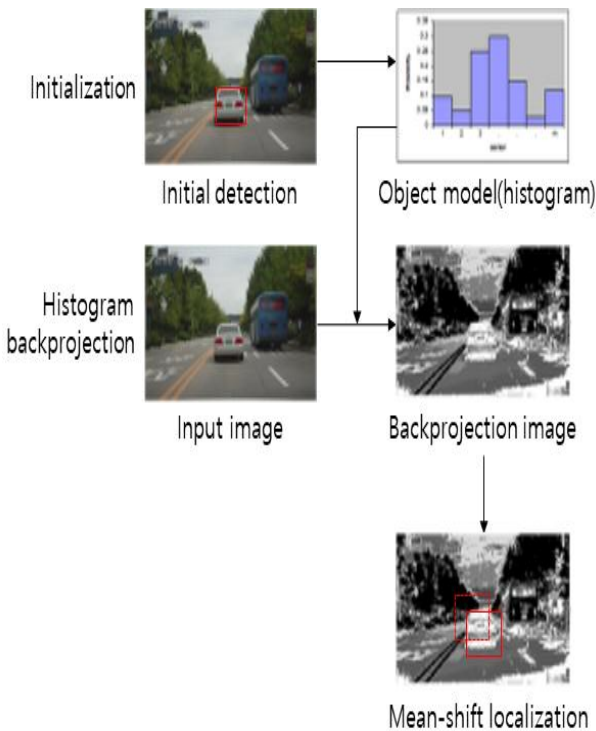 Initialization
Initial detection
Object model(histogram)
Histogram
backprojection
Input image
Backprojection image
Mean-shift localization